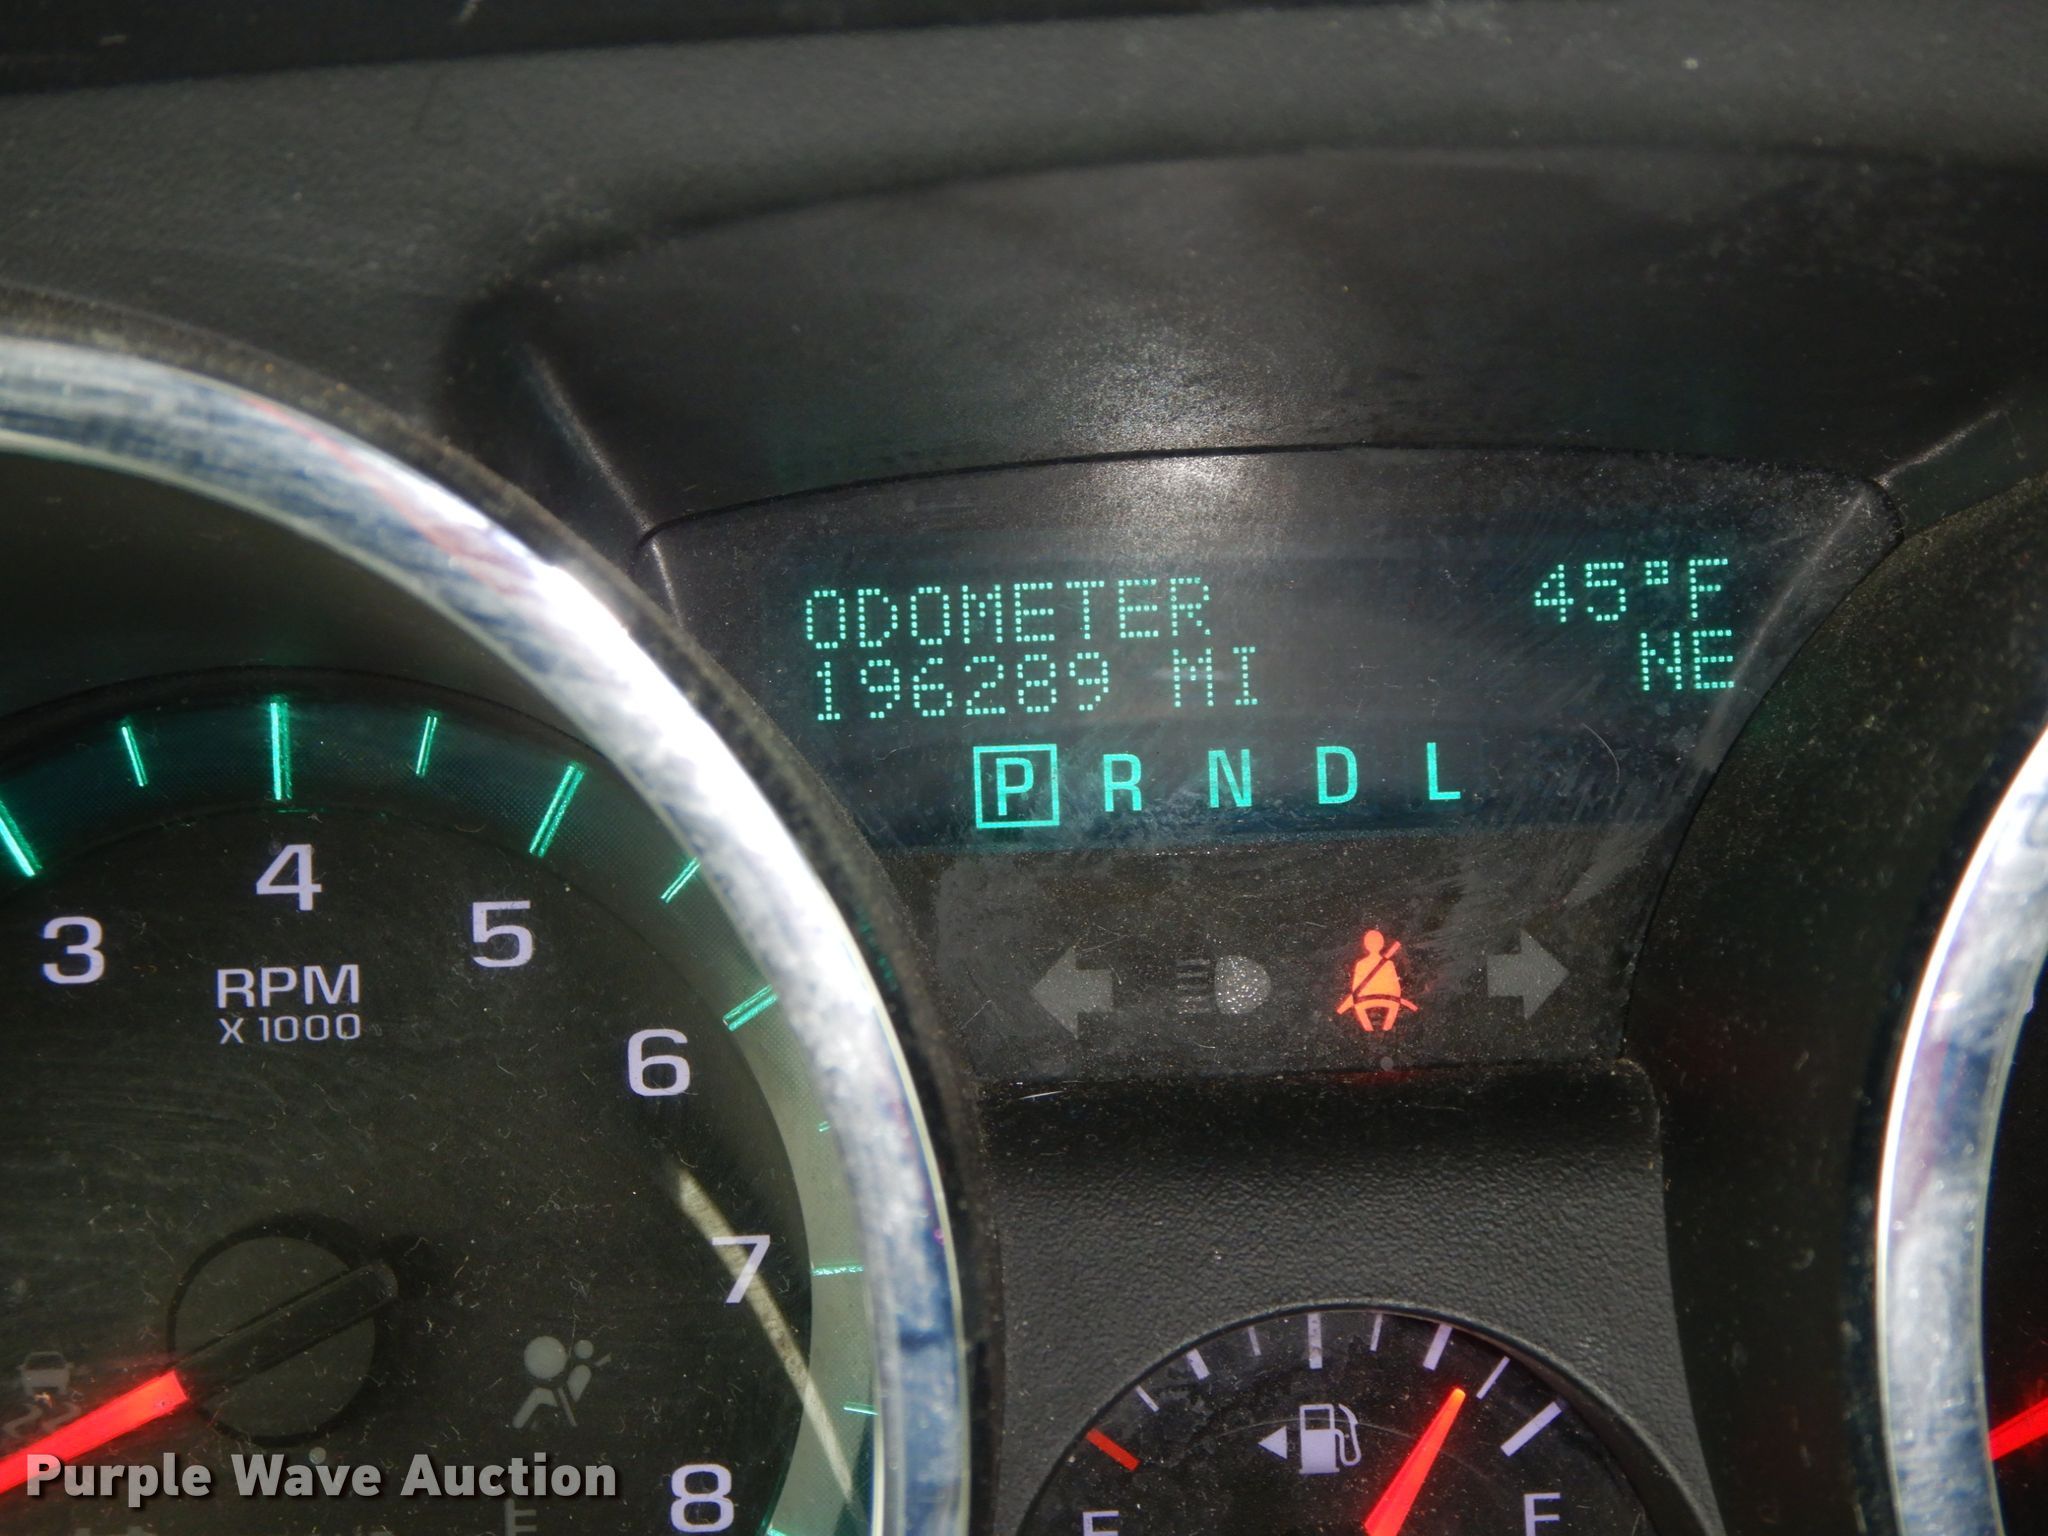 ODOMETER 45°F
196289 MI NE
P R N D L
3 4 5 6 7 8
RPM
X 1000
E F
Purple Wave Auction